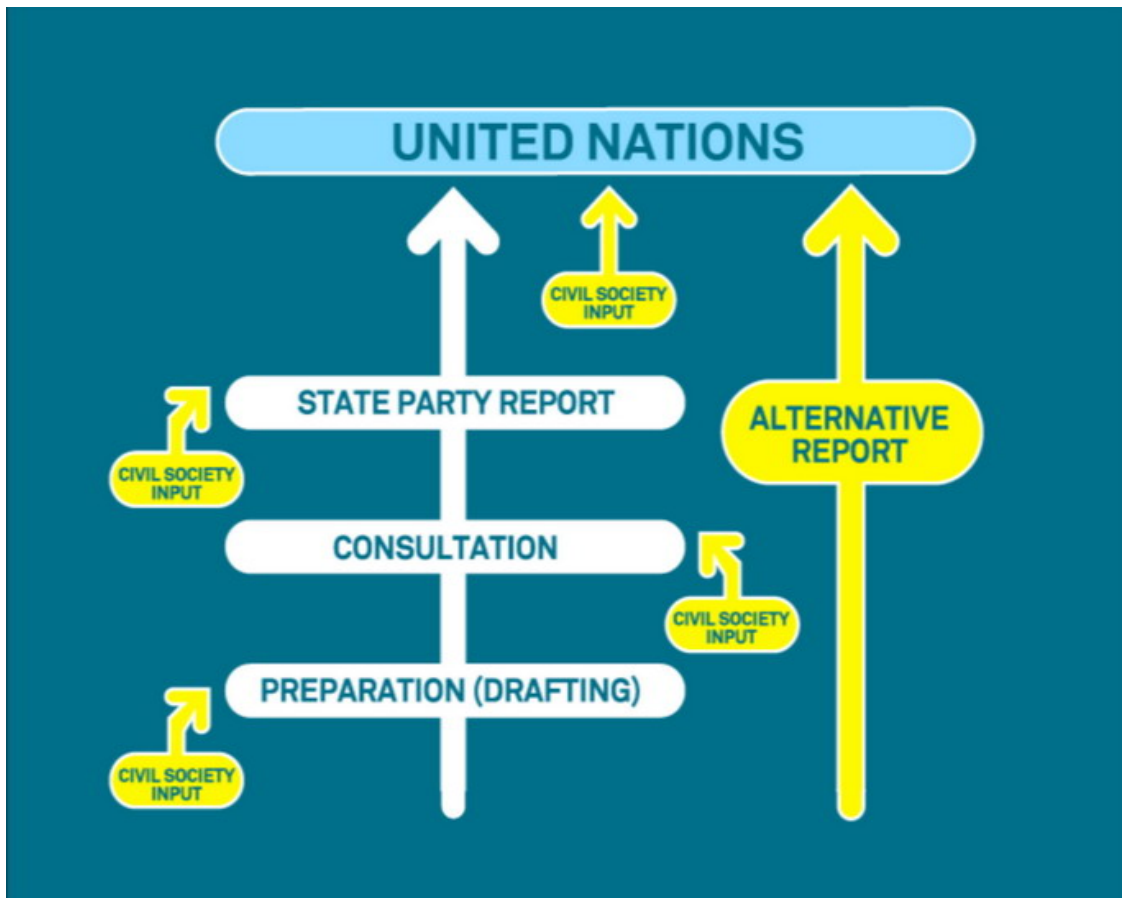 UNITED NATIONS
CIVIL SOCIETY
INPUT
STATE PARTY REPORT
ALTERNATIVE
REPORT
CIVIL SOCIETY
INPUT
CONSULTATION
CIVIL SOCIETY
INPUT
PREPARATION (DRAFTING)
CIVIL SOCIETY
INPUT